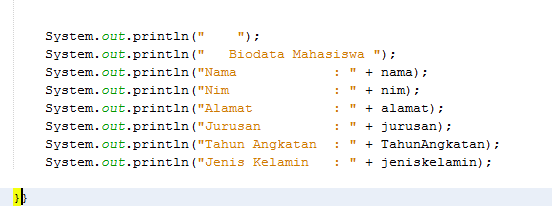 System.out.println("    ");
System.out.println("   Biodata Mahasiswa ");
System.out.println("Nama            : " + nama);
System.out.println("Nim             : " + nim);
System.out.println("Alamat          : " + alamat);
System.out.println("Jurusan         : " + jurusan);
System.out.println("Tahun Angkatan  : " + TahunAngkatan);
System.out.println("Jenis Kelamin   : " + jeniskelamin);
}}